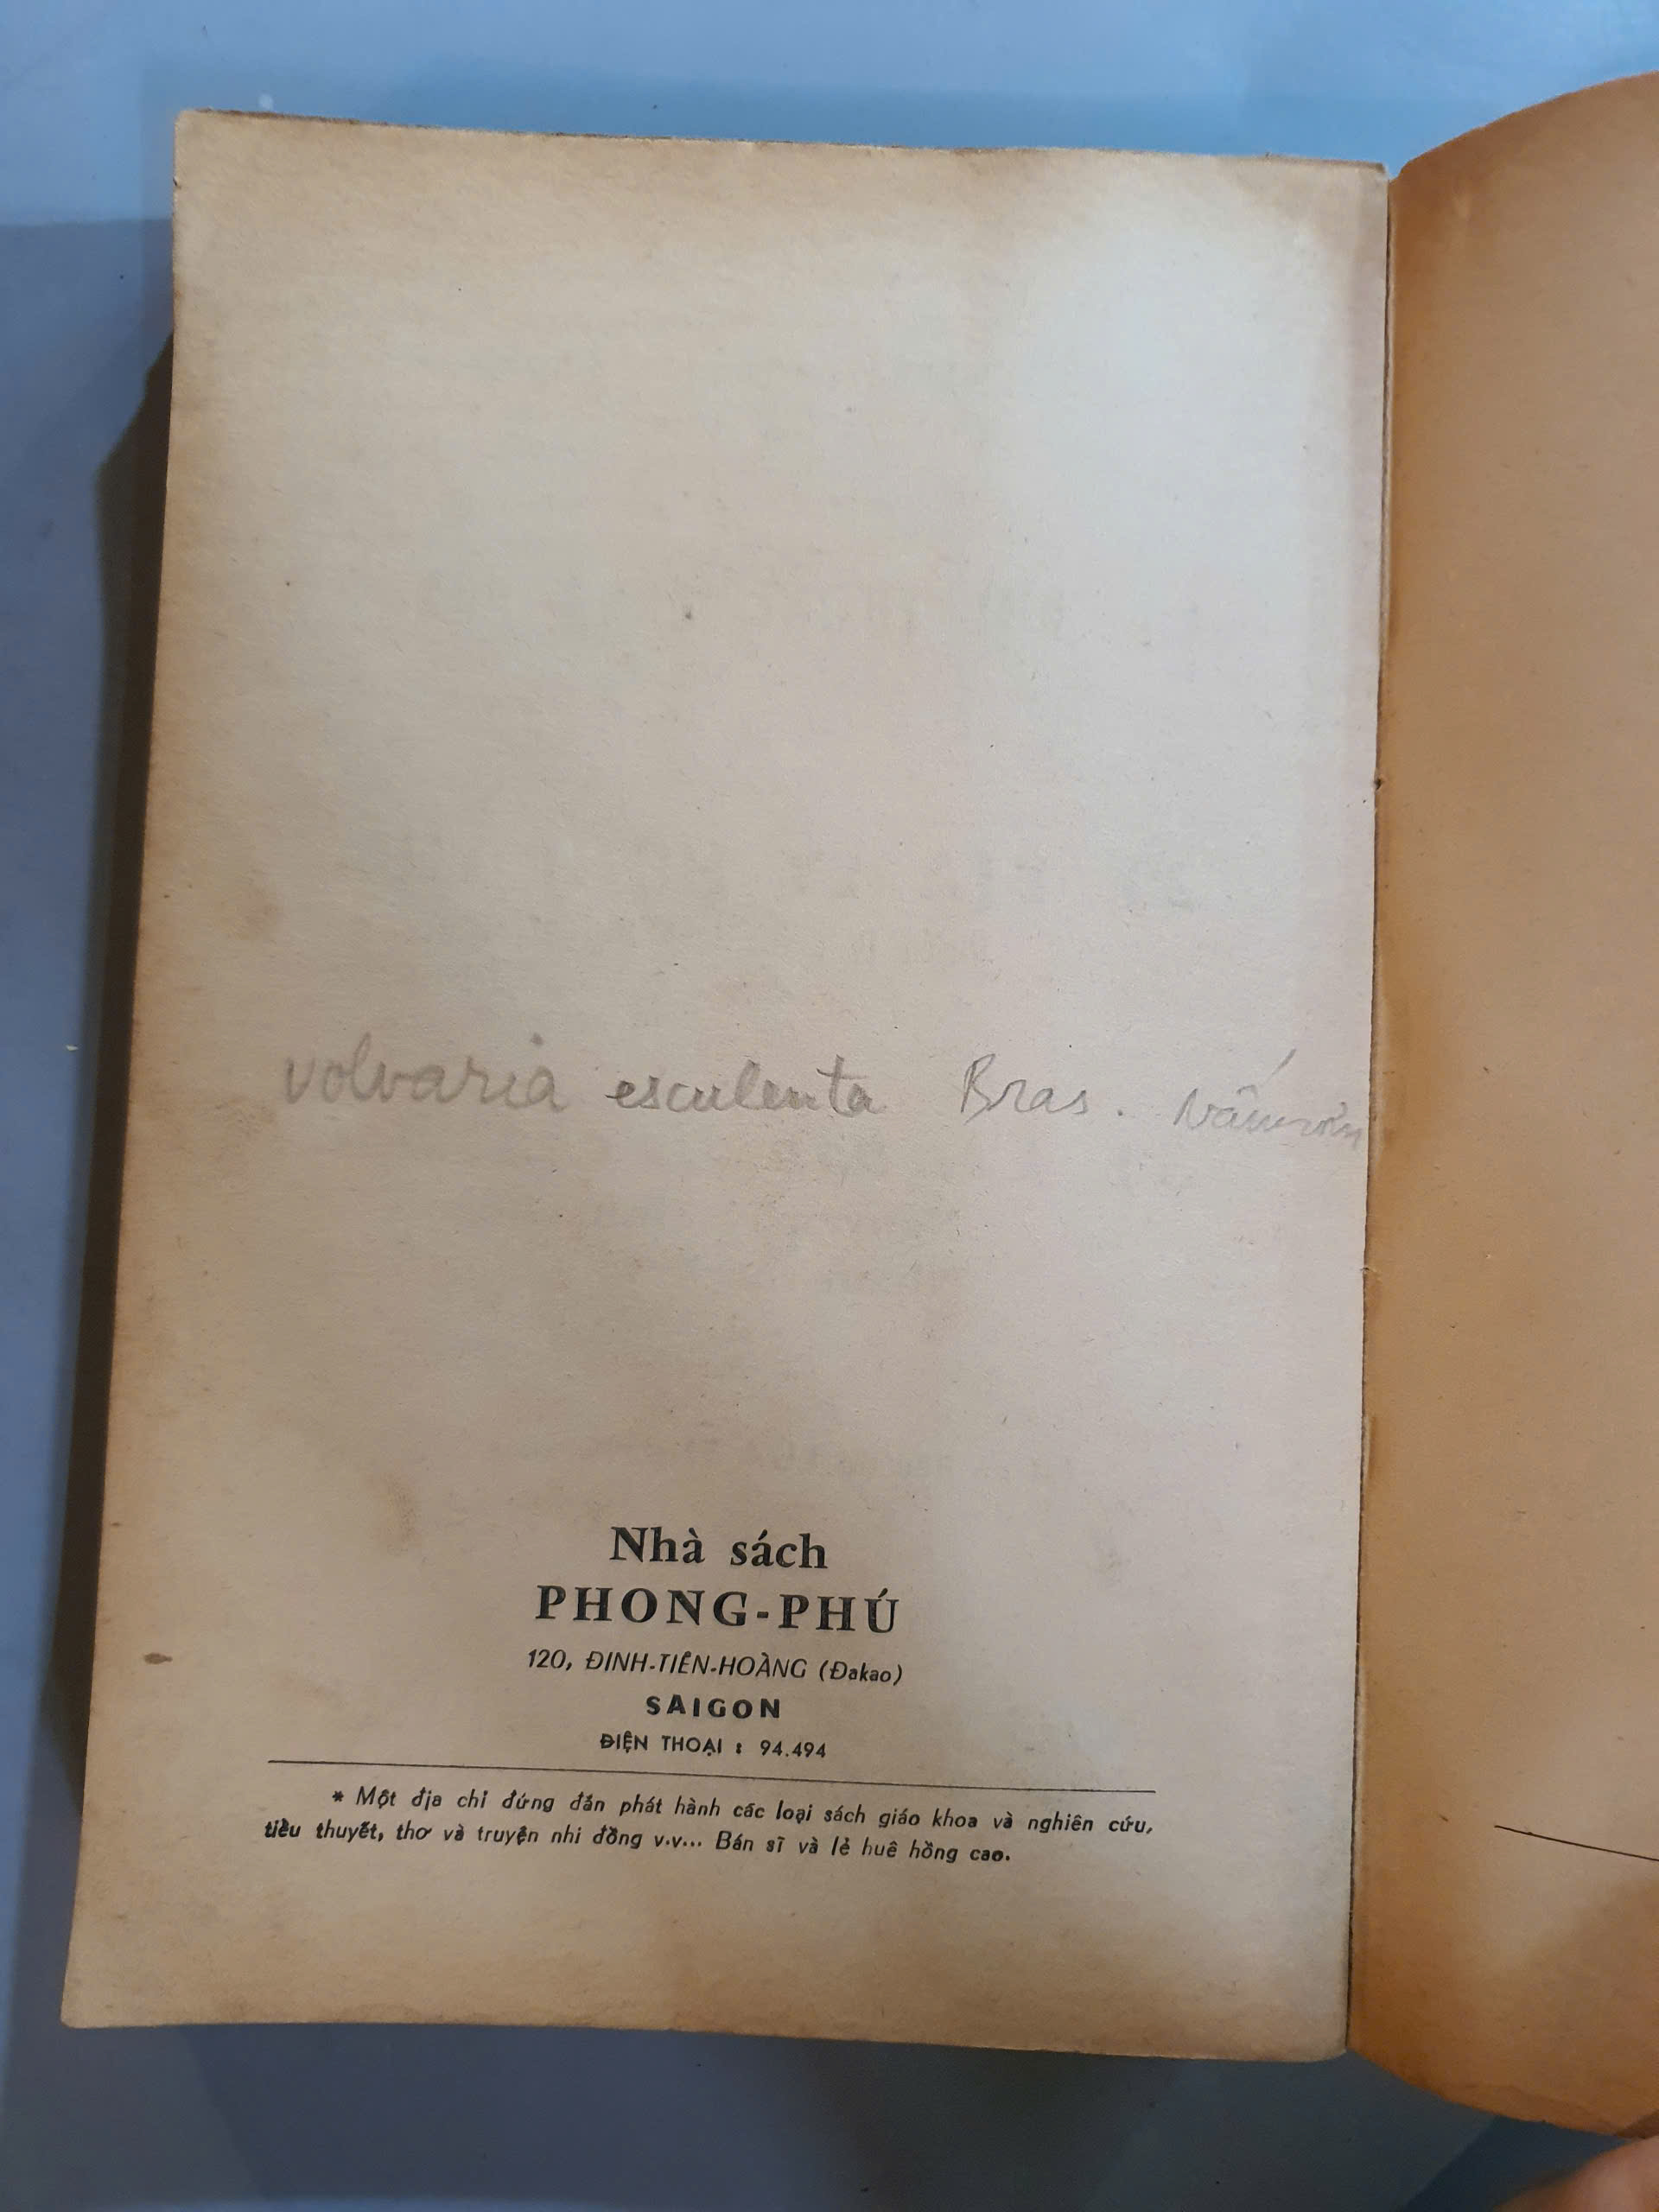 volvaria esculenta Bras. Nấm rơm
Nhà sách
PHONG-PHÚ
120, ĐINH-TIÊN-HOÀNG (Đakao)
SAIGON
ĐIỆN THOẠI : 94.494
* Một địa chỉ đứng đắn phát hành các loại sách giáo khoa và nghiên cứu,
tiểu thuyết, thơ và truyện nhi đồng v.v... Bán sĩ và lẻ huê hồng cao.